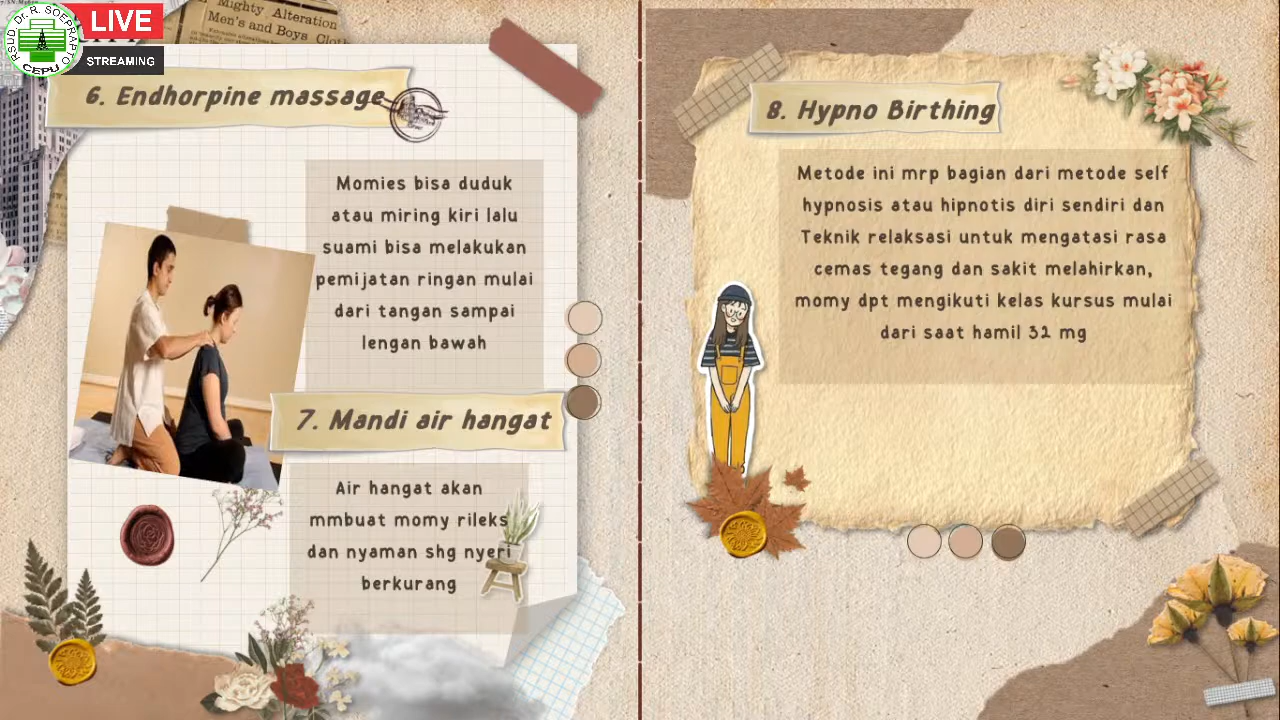 Mighty Alteration
Men's and Boys Cloth
RSUD Dr. R. SOEPRAPTO
CEPU
LIVE
STREAMING
6. Endhorpine massage
Momies bisa duduk
atau miring kiri lalu
suami bisa melakukan
pemijatan ringan mulai
dari tangan sampai
lengan bawah
7. Mandi air hangat
Air hangat akan
mmbuat momy rileks
dan nyaman shg nyeri
berkurang
8. Hypno Birthing
Metode ini mrp bagian dari metode self
hypnosis atau hipnotis diri sendiri dan
Teknik relaksasi untuk mengatasi rasa
cemas tegang dan sakit melahirkan,
momy dpt mengikuti kelas kursus mulai
dari saat hamil 32 mg